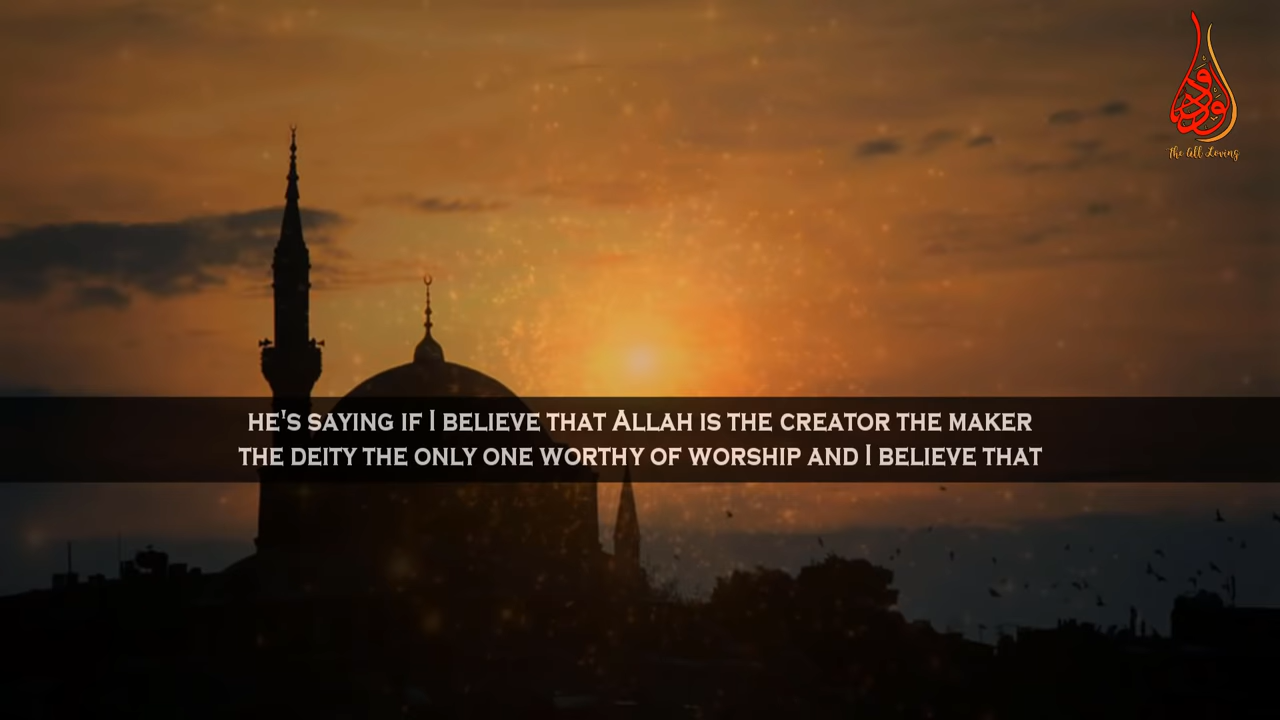 الودود
The All Loving
HE'S SAYING IF I BELIEVE THAT ALLAH IS THE CREATOR THE MAKER
THE DEITY THE ONLY ONE WORTHY OF WORSHIP AND I BELIEVE THAT